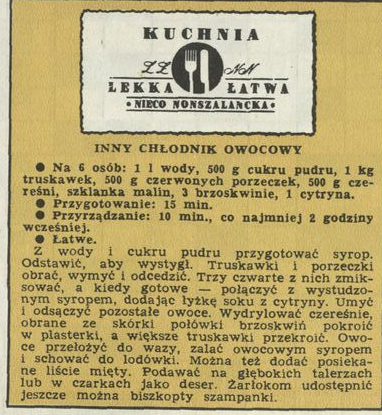 KUCHNIA
ŁŻ NN
LEKKA ŁATWA
• NIECO NONSZALANCKA •
INNY CHŁODNIK OWOCOWY
● Na 6 osób: 1 l wody, 500 g cukru pudru, 1 kg
truskawek, 500 g czerwonych porzeczek, 500 g cze-
reśni, szklanka malin, 3 brzoskwinie, 1 cytryna.
● Przygotowanie: 15 min.
● Przyrządzanie: 10 min., co najmniej 2 godziny
wcześniej.
● Łatwe.
Z wody i cukru pudru przygotować syrop.
Odstawić, aby wystygł. Truskawki i porzeczki
obrać, wymyć i odcedzić. Trzy czwarte z nich zmik-
sować, a kiedy gotowe — połączyć z wystudzo-
nym syropem, dodając łyżkę soku z cytryny. Umyć
i odsączyć pozostałe owoce. Wydrylować czereśnie,
obrane ze skórki połówki brzoskwiń pokroić
w plasterki, a większe truskawki przekroić. Owo-
ce przełożyć do wazy, zalać owocowym syropem
i schować do lodówki. Można też dodać posieka-
ne liście mięty. Podawać na głębokich talerzach
lub w czarkach jako deser. Żarłokom udostępnić
jeszcze można biszkopty szampanki.